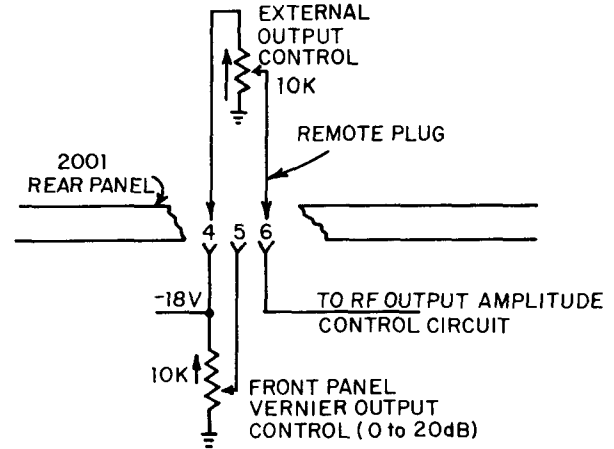 EXTERNAL
OUTPUT
CONTROL
10K
REMOTE PLUG
2001
REAR PANEL
4 5 6
-18V
TO RF OUTPUT AMPLITUDE
CONTROL CIRCUIT
10K
FRONT PANEL
VERNIER OUTPUT
CONTROL (0 to 20dB)